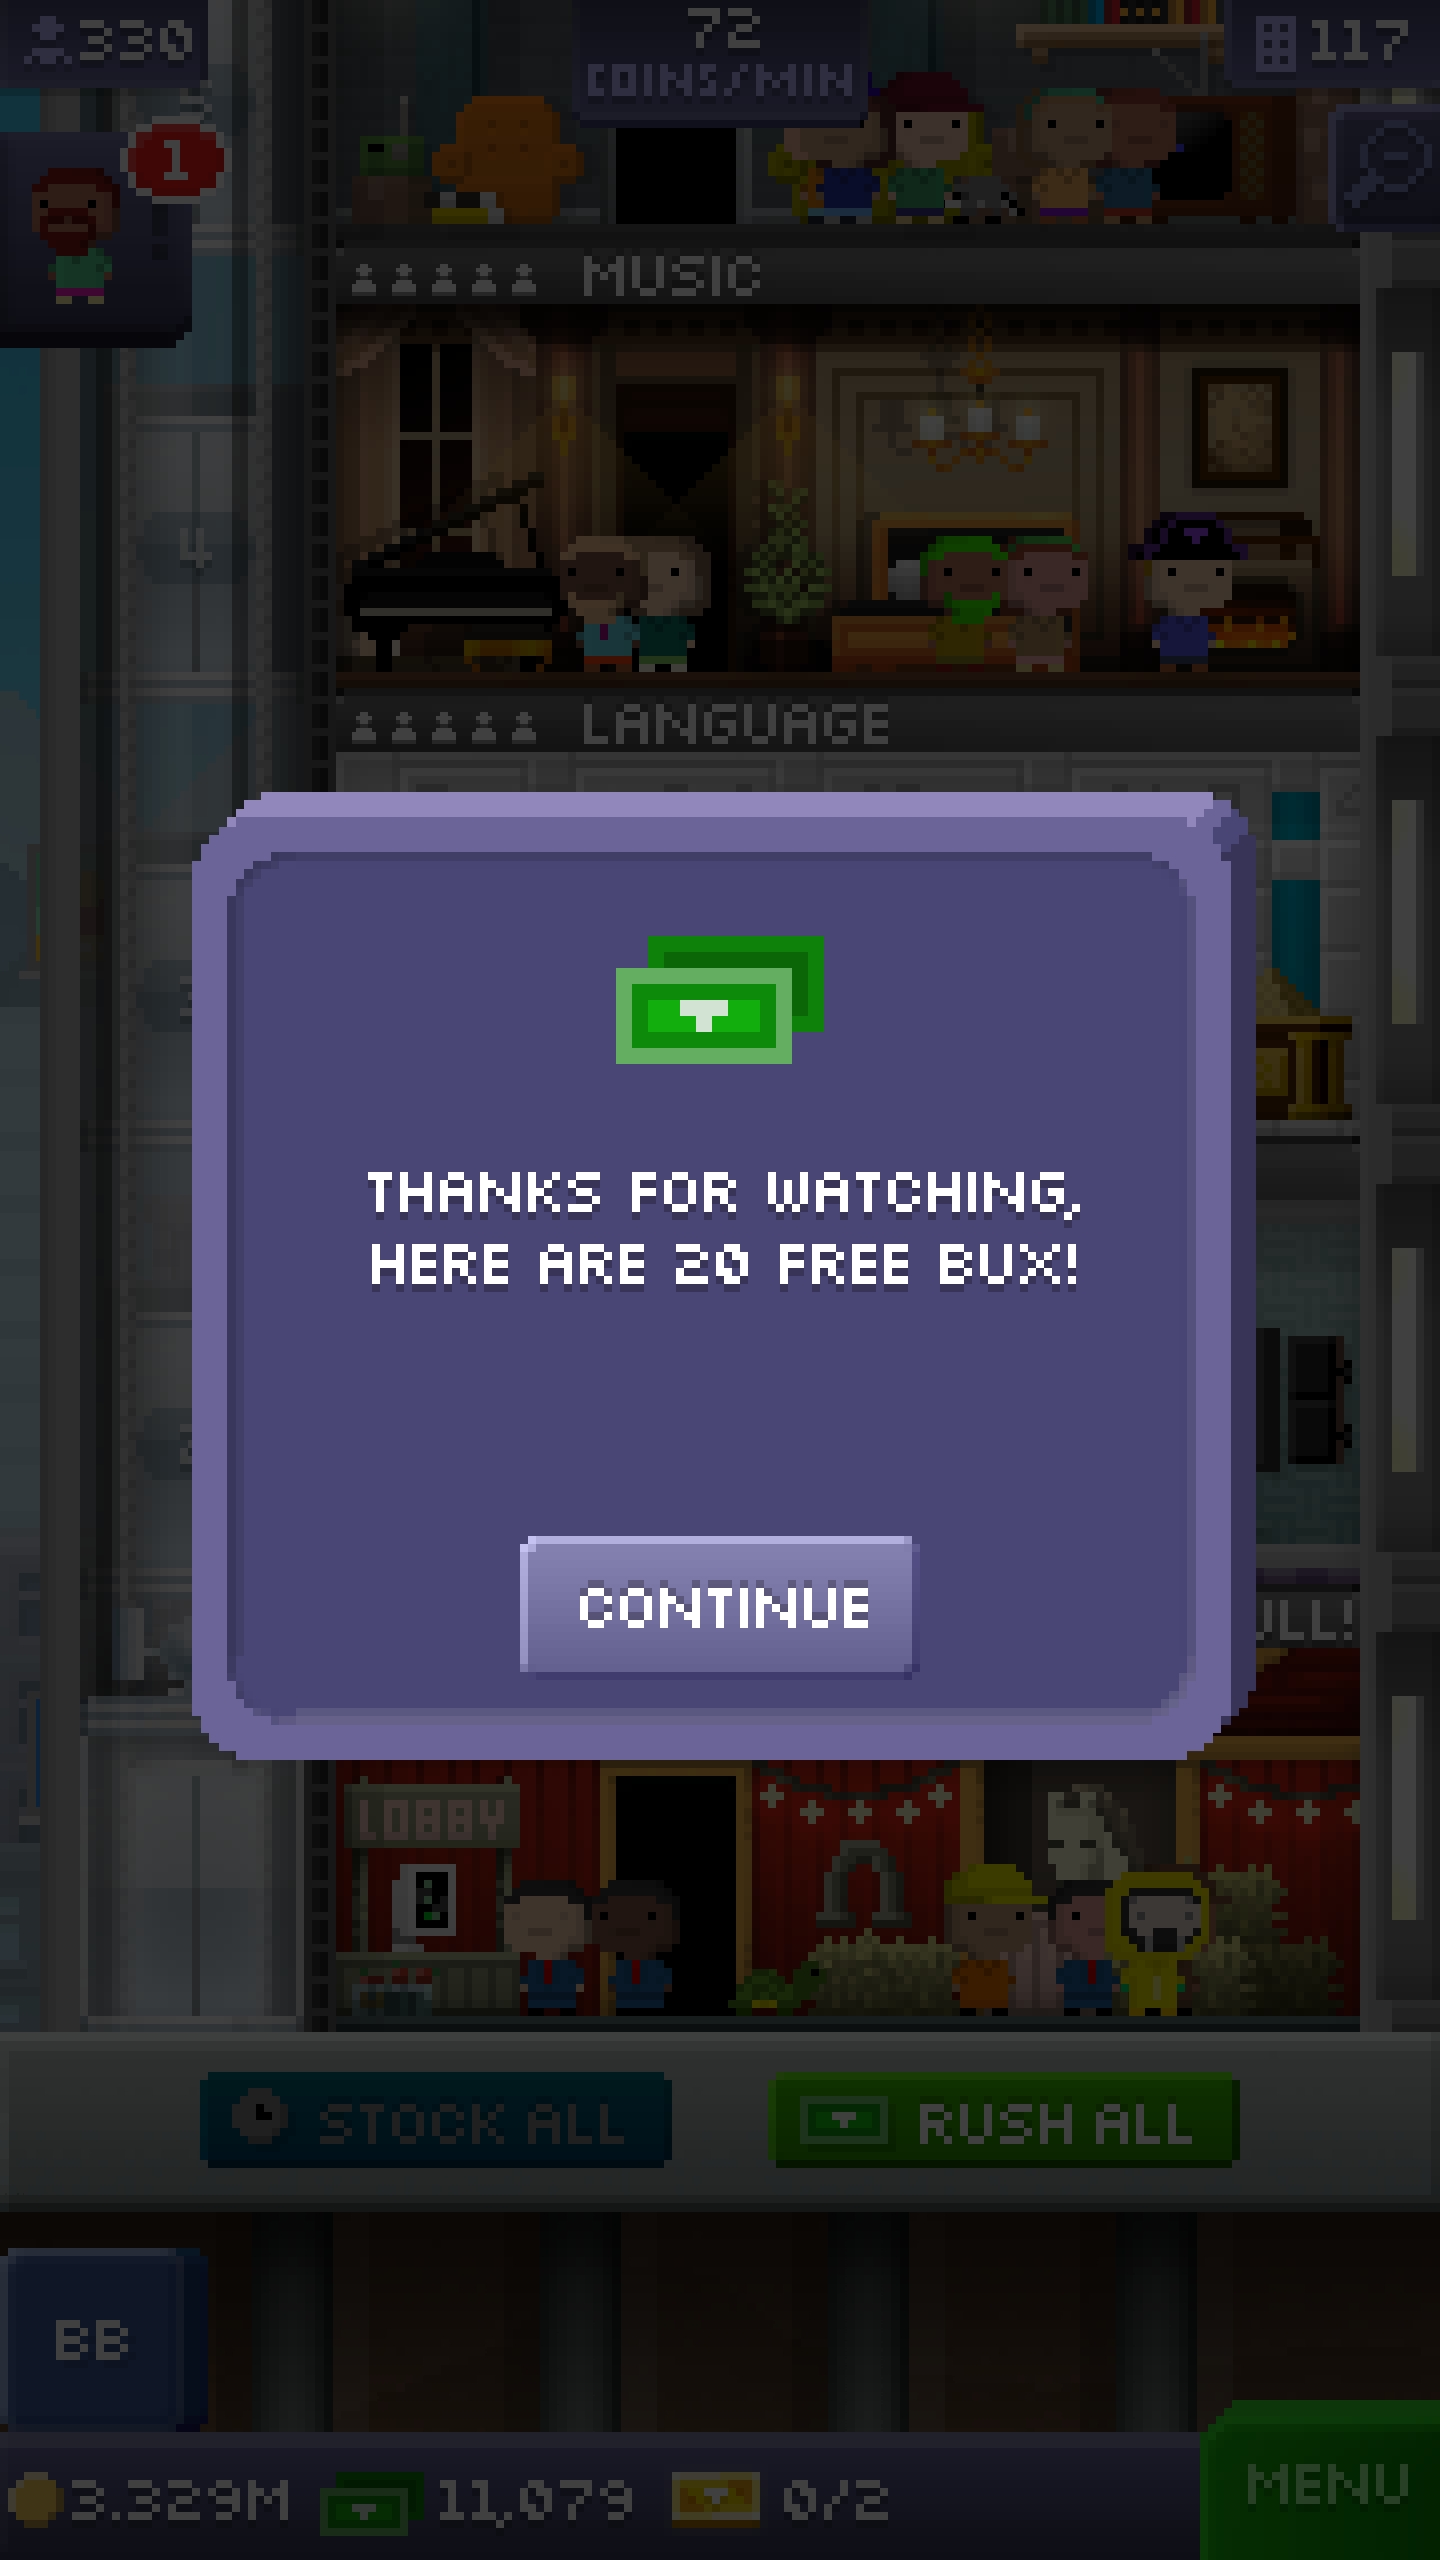 330
72
COINS/MIN
117
1
MUSIC
4
LANGUAGE
THANKS FOR WATCHING,
HERE ARE 20 FREE BUX!
CONTINUE
ULL!
LOBBY
STOCK ALL
RUSH ALL
BB
3.329M
11,079
0/2
MENU